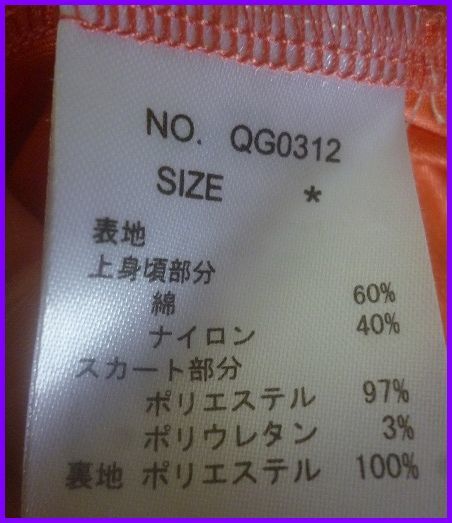 NO. QG0312
SIZE *
表地
上身頃部分
綿 60%
ナイロン 40%
スカート部分
ポリエステル 97%
ポリウレタン 3%
裏地 ポリエステル 100%